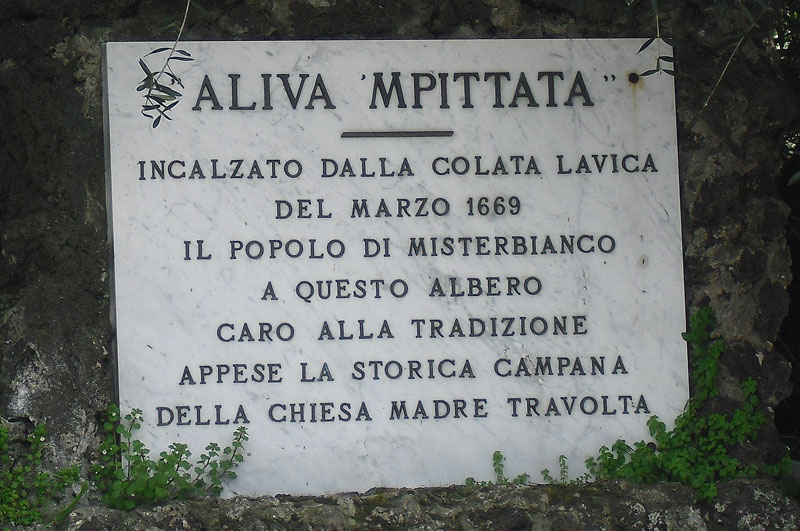 "ALIVA 'MPITTATA"
INCALZATO DALLA COLATA LAVICA
DEL MARZO 1669
IL POPOLO DI MISTERBIANCO
A QUESTO ALBERO
CARO ALLA TRADIZIONE
APPESE LA STORICA CAMPANA
DELLA CHIESA MADRE TRAVOLTA